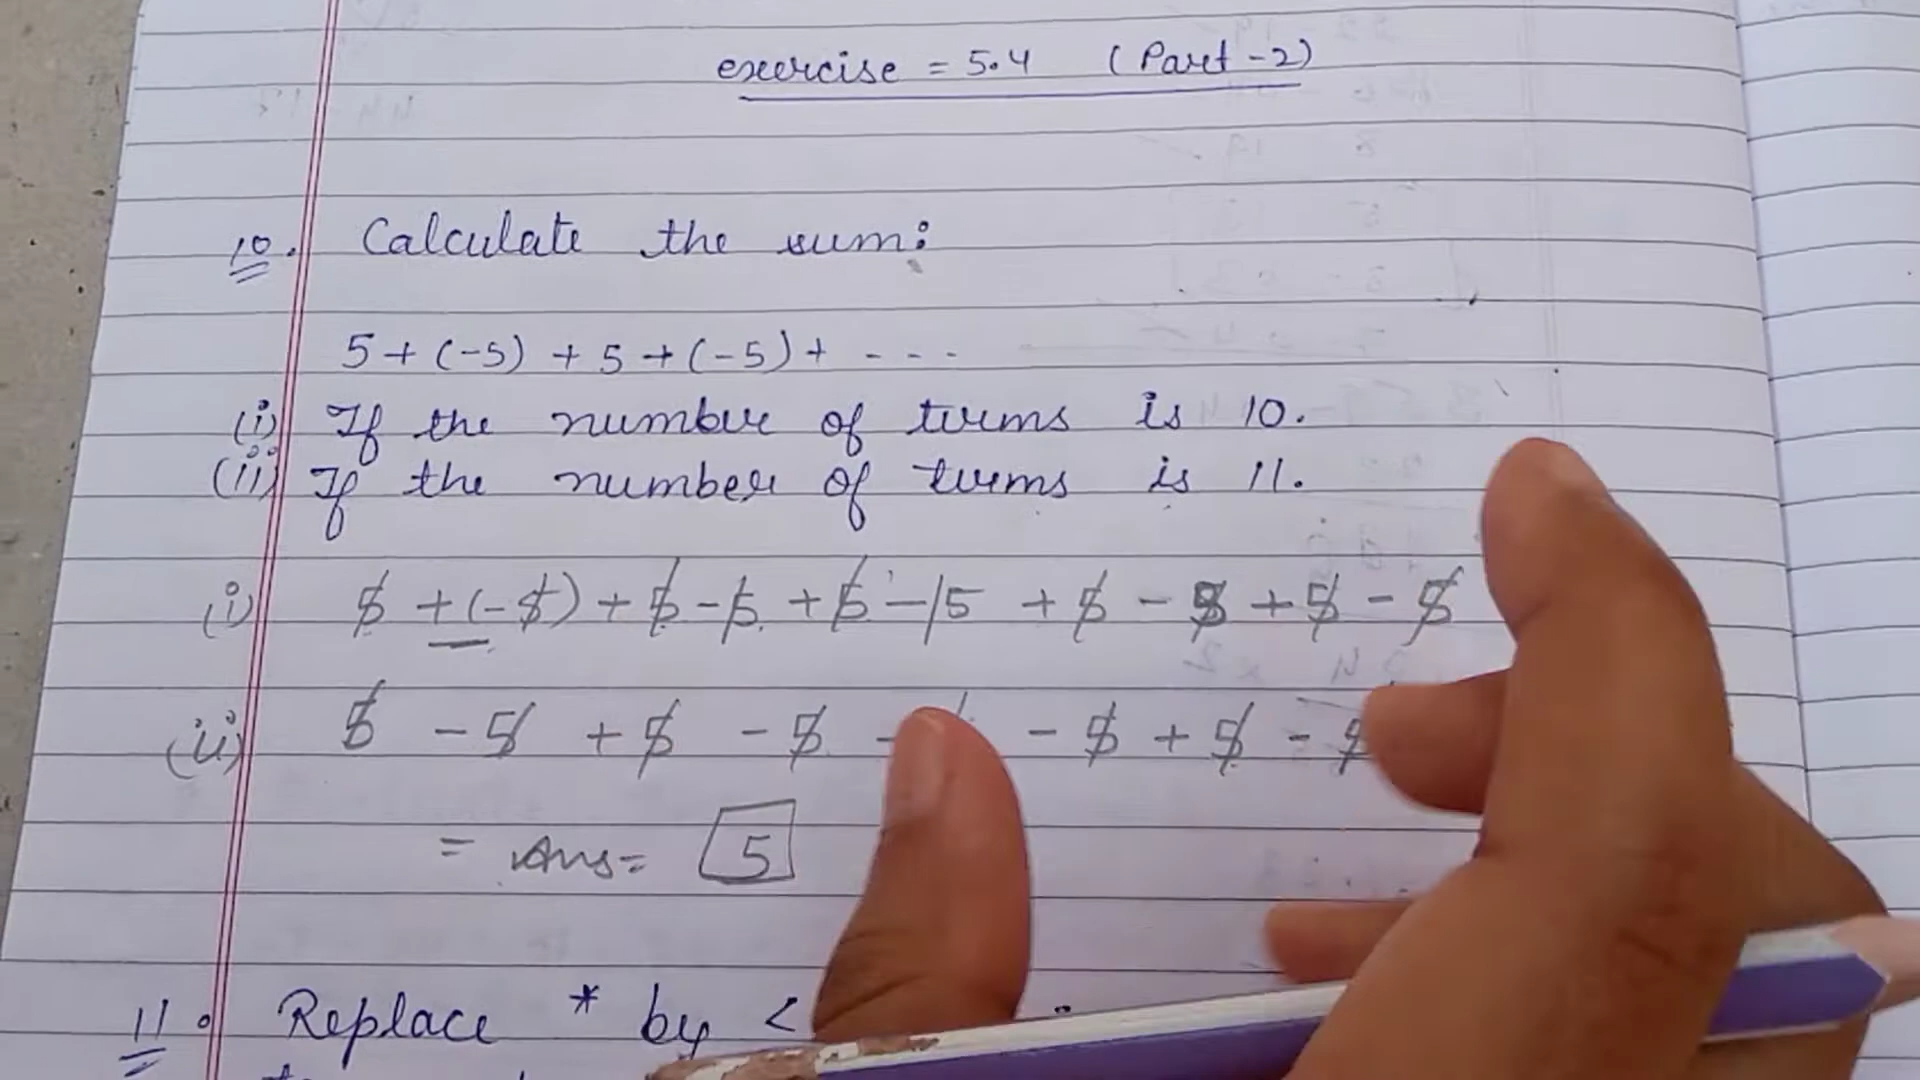 exercise = 5.4 (Part -2)
10. Calculate the sum:
5+(-5) + 5 +(-5)+ - - -
(i) If the number of terms is 10.
(ii) If the number of terms is 11.
(i) 5 +(-5) + 5 - 5 + 5 - 5 + 5 - 5 + 5 - 5
(ii) 5 - 5 + 5 - 5 - 5 + 5 -
= Ans = 5
11. Replace * by <